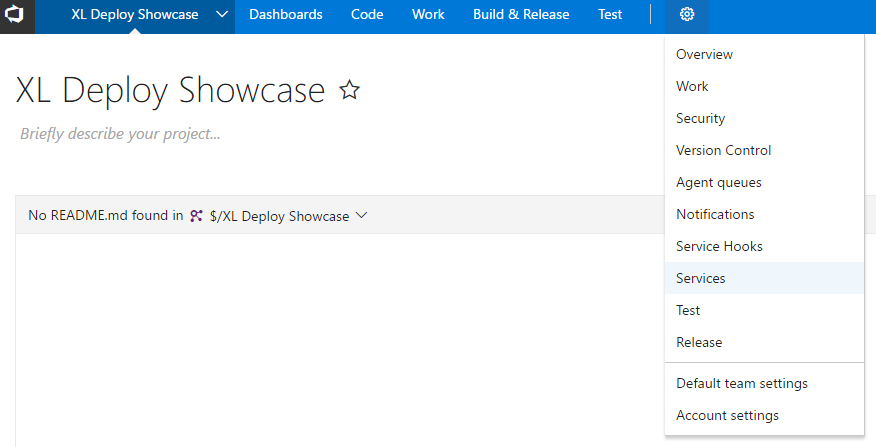 XL Deploy Showcase Dashboards Code Work Build & Release Test
XL Deploy Showcase
Briefly describe your project...
No README.md found in $/XL Deploy Showcase
Overview
Work
Security
Version Control
Agent queues
Notifications
Service Hooks
Services
Test
Release
Default team settings
Account settings